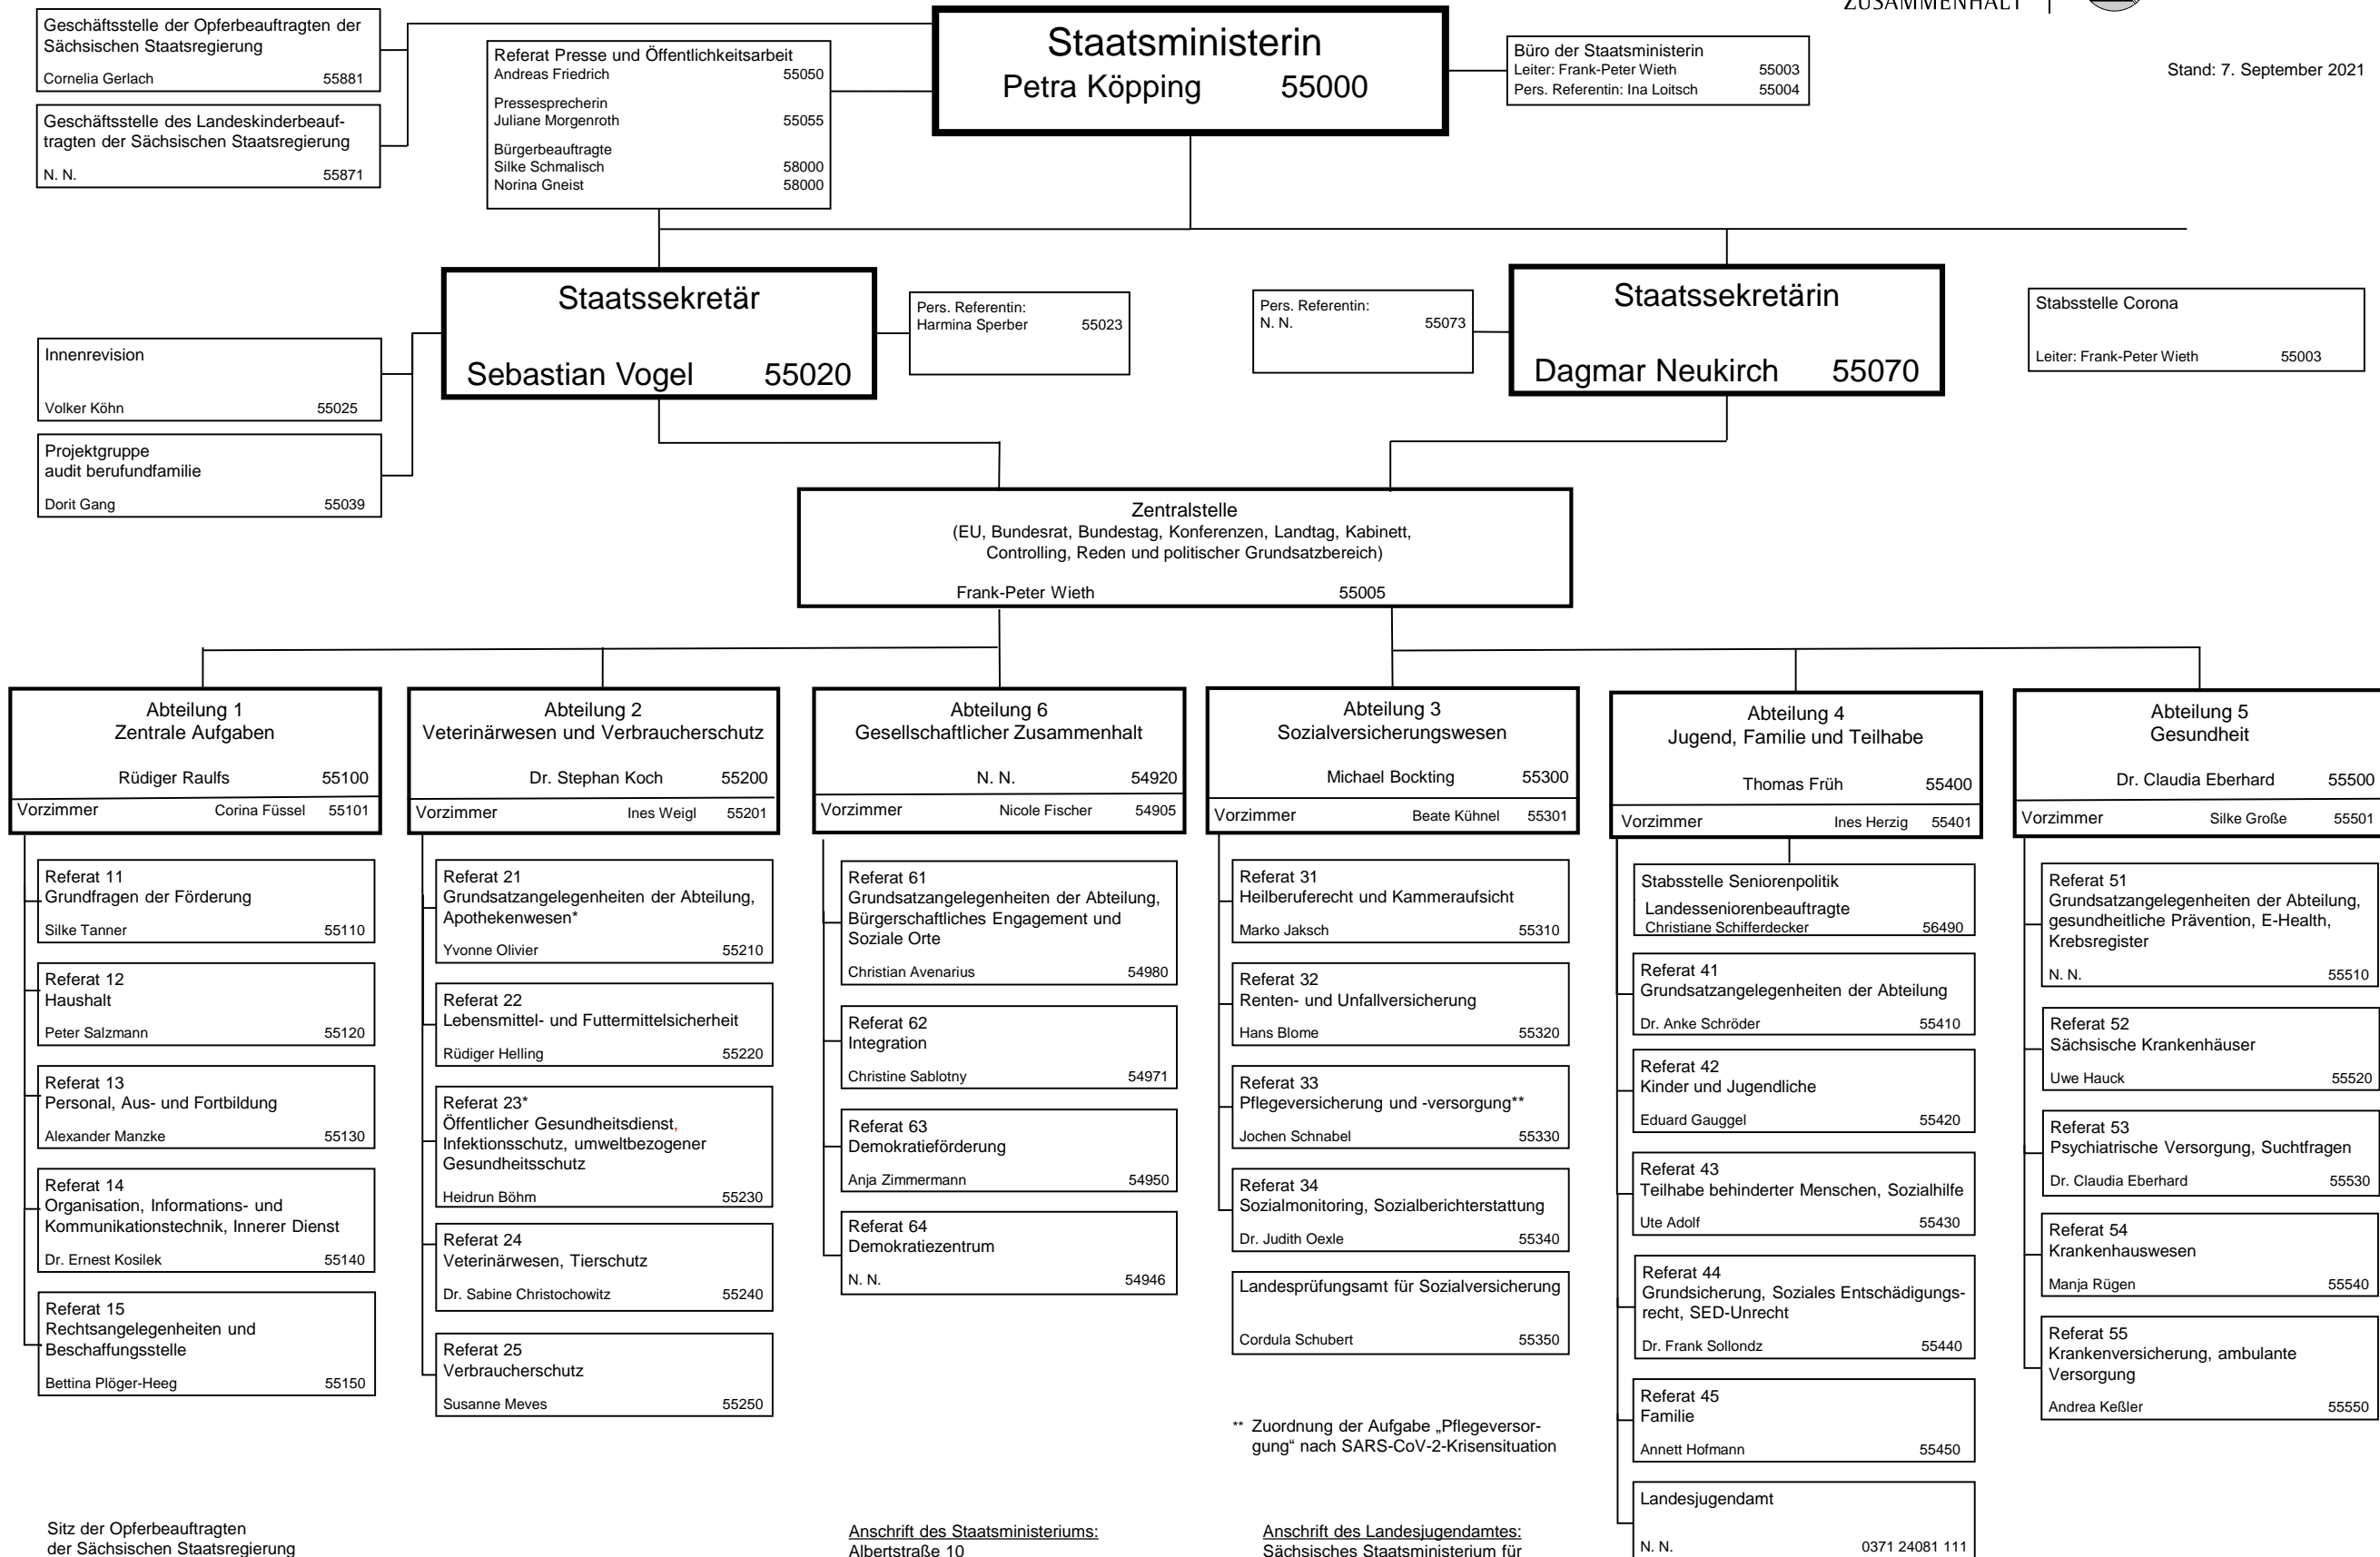 ZUSAMMENHALT
Stand: 7. September 2021
Geschäftsstelle der Opferbeauftragten der
Sächsischen Staatsregierung
Cornelia Gerlach 55881
Geschäftsstelle des Landeskinderbeauf-
tragten der Sächsischen Staatsregierung
N. N. 55871
Referat Presse und Öffentlichkeitsarbeit
Andreas Friedrich 55050
Pressesprecherin
Juliane Morgenroth 55055
Bürgerbeauftragte
Silke Schmalisch 58000
Norina Gneist 58000
Staatsministerin
Petra Köpping 55000
Büro der Staatsministerin
Leiter: Frank-Peter Wieth 55003
Pers. Referentin: Ina Loitsch 55004
Staatssekretär
Sebastian Vogel 55020
Pers. Referentin:
Harmina Sperber 55023
Pers. Referentin:
N. N. 55073
Staatssekretärin
Dagmar Neukirch 55070
Stabsstelle Corona
Leiter: Frank-Peter Wieth 55003
Innenrevision
Volker Köhn 55025
Projektgruppe
audit berufundfamilie
Dorit Gang 55039
Zentralstelle
(EU, Bundesrat, Bundestag, Konferenzen, Landtag, Kabinett,
Controlling, Reden und politischer Grundsatzbereich)
Frank-Peter Wieth 55005
Abteilung 1
Zentrale Aufgaben
Rüdiger Raulfs 55100
Vorzimmer Corina Füssel 55101
Referat 11
Grundfragen der Förderung
Silke Tanner 55110
Referat 12
Haushalt
Peter Salzmann 55120
Referat 13
Personal, Aus- und Fortbildung
Alexander Manzke 55130
Referat 14
Organisation, Informations- und
Kommunikationstechnik, Innerer Dienst
Dr. Ernest Kosilek 55140
Referat 15
Rechtsangelegenheiten und
Beschaffungsstelle
Bettina Plöger-Heeg 55150
Abteilung 2
Veterinärwesen und Verbraucherschutz
Dr. Stephan Koch 55200
Vorzimmer Ines Weigl 55201
Referat 21
Grundsatzangelegenheiten der Abteilung,
Apothekenwesen*
Yvonne Olivier 55210
Referat 22
Lebensmittel- und Futtermittelsicherheit
Rüdiger Helling 55220
Referat 23*
Öffentlicher Gesundheitsdienst,
Infektionsschutz, umweltbezogener
Gesundheitsschutz
Heidrun Böhm 55230
Referat 24
Veterinärwesen, Tierschutz
Dr. Sabine Christochowitz 55240
Referat 25
Verbraucherschutz
Susanne Meves 55250
Abteilung 6
Gesellschaftlicher Zusammenhalt
N. N. 54920
Vorzimmer Nicole Fischer 54905
Referat 61
Grundsatzangelegenheiten der Abteilung,
Bürgerschaftliches Engagement und
Soziale Orte
Christian Avenarius 54980
Referat 62
Integration
Christine Sablotny 54971
Referat 63
Demokratieförderung
Anja Zimmermann 54950
Referat 64
Demokratiezentrum
N. N. 54946
Abteilung 3
Sozialversicherungswesen
Michael Bockting 55300
Vorzimmer Beate Kühnel 55301
Referat 31
Heilberuferecht und Kammeraufsicht
Marko Jaksch 55310
Referat 32
Renten- und Unfallversicherung
Hans Blome 55320
Referat 33
Pflegeversicherung und -versorgung**
Jochen Schnabel 55330
Referat 34
Sozialmonitoring, Sozialberichterstattung
Dr. Judith Oexle 55340
Landesprüfungsamt für Sozialversicherung
Cordula Schubert 55350
** Zuordnung der Aufgabe „Pflegeversor-
gung“ nach SARS-CoV-2-Krisensituation
Abteilung 4
Jugend, Familie und Teilhabe
Thomas Früh 55400
Vorzimmer Ines Herzig 55401
Stabsstelle Seniorenpolitik
Landesseniorenbeauftragte
Christiane Schifferdecker 56490
Referat 41
Grundsatzangelegenheiten der Abteilung
Dr. Anke Schröder 55410
Referat 42
Kinder und Jugendliche
Eduard Gauggel 55420
Referat 43
Teilhabe behinderter Menschen, Sozialhilfe
Ute Adolf 55430
Referat 44
Grundsicherung, Soziales Entschädigungs-
recht, SED-Unrecht
Dr. Frank Sollondz 55440
Referat 45
Familie
Annett Hofmann 55450
Landesjugendamt
N. N. 0371 24081 111
Abteilung 5
Gesundheit
Dr. Claudia Eberhard 55500
Vorzimmer Silke Große 55501
Referat 51
Grundsatzangelegenheiten der Abteilung,
gesundheitliche Prävention, E-Health,
Krebsregister
N. N. 55510
Referat 52
Sächsische Krankenhäuser
Uwe Hauck 55520
Referat 53
Psychiatrische Versorgung, Suchtfragen
Dr. Claudia Eberhard 55530
Referat 54
Krankenhauswesen
Manja Rügen 55540
Referat 55
Krankenversicherung, ambulante
Versorgung
Andrea Keßler 55550
Sitz der Opferbeauftragten
der Sächsischen Staatsregierung
Anschrift des Staatsministeriums:
Albertstraße 10
Anschrift des Landesjugendamtes:
Sächsisches Staatsministerium für